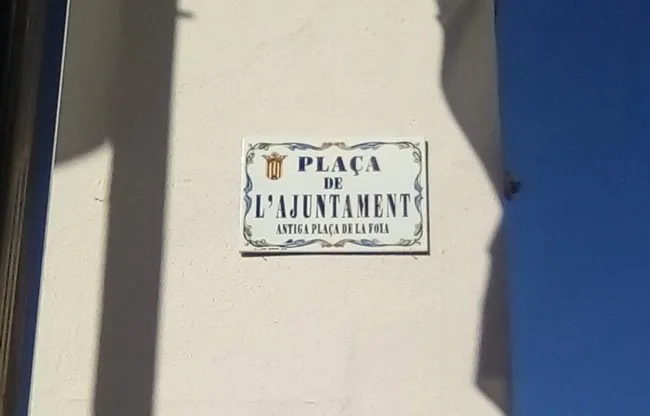 PLAÇA
DE
L'AJUNTAMENT
ANTIGA PLAÇA DE LA FOIA